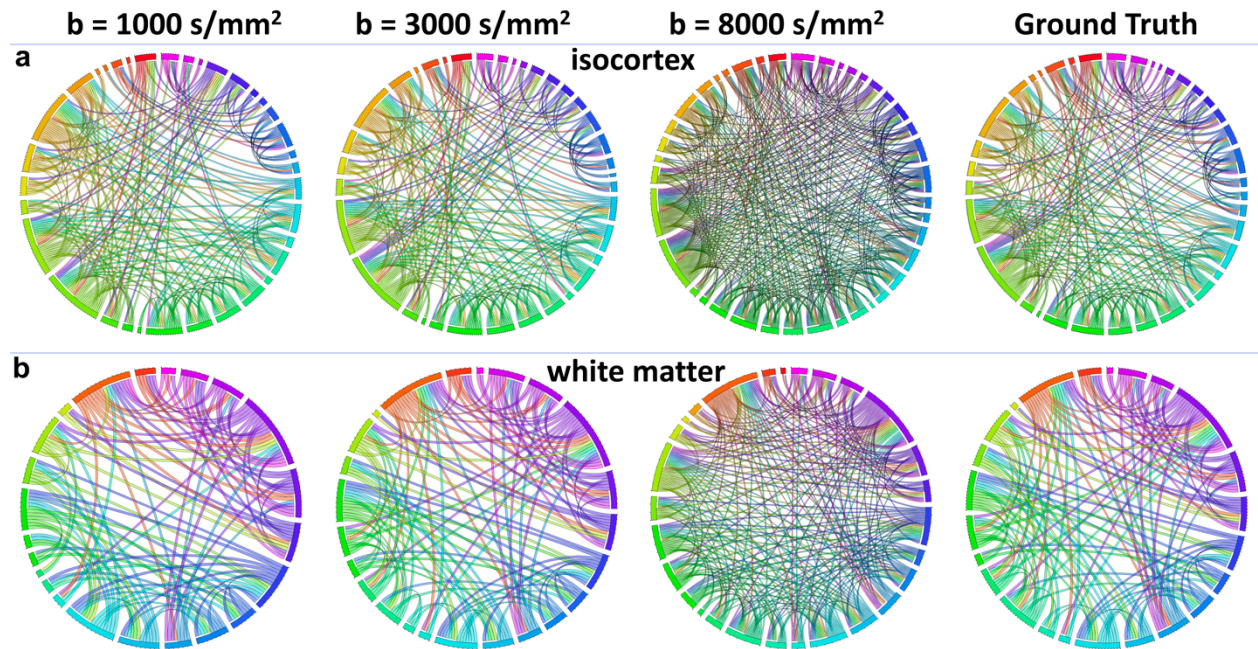 b = 1000 s/mm² b = 3000 s/mm² b = 8000 s/mm² Ground Truth
a isocortex
b white matter